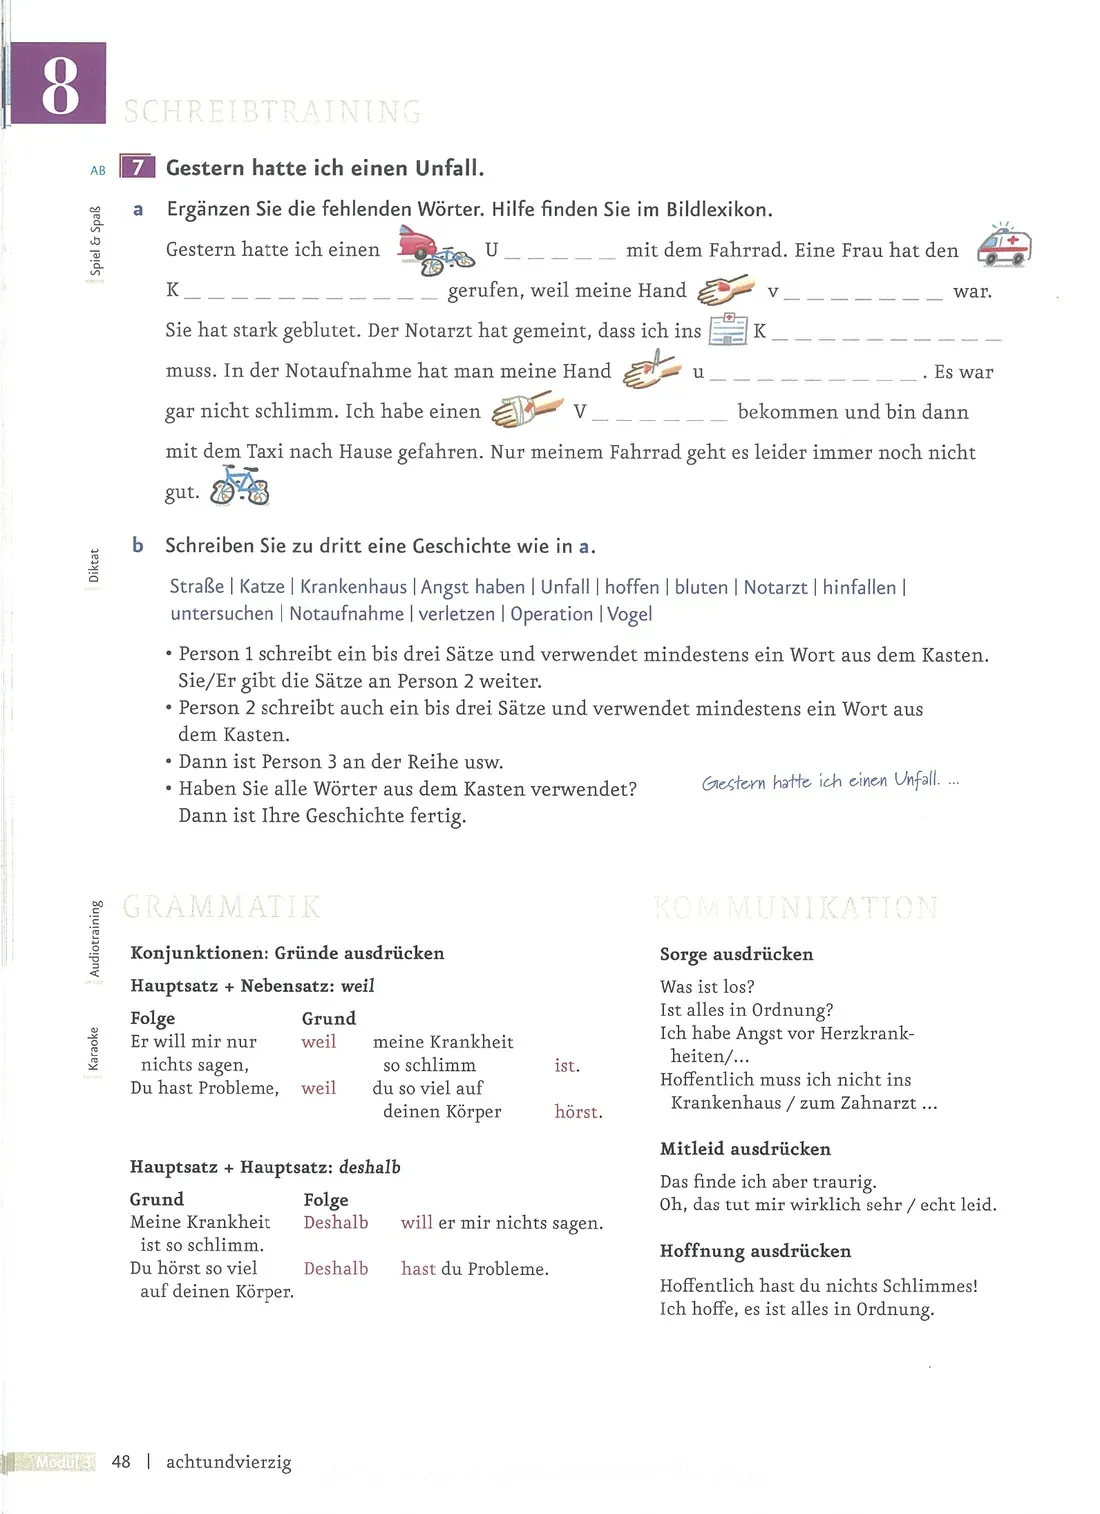 8
SCHREIBTRAINING
AB 7 Gestern hatte ich einen Unfall.
Spiel & Spaß
a Ergänzen Sie die fehlenden Wörter. Hilfe finden Sie im Bildlexikon.
Gestern hatte ich einen U_ _ _ _ _ mit dem Fahrrad. Eine Frau hat den
K_ _ _ _ _ _ _ _ _ _ _ gerufen, weil meine Hand v_ _ _ _ _ _ _ war.
Sie hat stark geblutet. Der Notarzt hat gemeint, dass ich ins K_ _ _ _ _ _ _ _ _ _
muss. In der Notaufnahme hat man meine Hand u_ _ _ _ _ _ _ _ _. Es war
gar nicht schlimm. Ich habe einen V_ _ _ _ _ _ bekommen und bin dann
mit dem Taxi nach Hause gefahren. Nur meinem Fahrrad geht es leider immer noch nicht
gut.
Diktat
b Schreiben Sie zu dritt eine Geschichte wie in a.
Straße | Katze | Krankenhaus | Angst haben | Unfall | hoffen | bluten | Notarzt | hinfallen |
untersuchen | Notaufnahme | verletzen | Operation | Vogel
• Person 1 schreibt ein bis drei Sätze und verwendet mindestens ein Wort aus dem Kasten.
Sie/Er gibt die Sätze an Person 2 weiter.
• Person 2 schreibt auch ein bis drei Sätze und verwendet mindestens ein Wort aus
dem Kasten.
• Dann ist Person 3 an der Reihe usw.
• Haben Sie alle Wörter aus dem Kasten verwendet?
Dann ist Ihre Geschichte fertig.
Gestern hatte ich einen Unfall. ...
Audiotraining
Karaoke
GRAMMATIK
Konjunktionen: Gründe ausdrücken
Hauptsatz + Nebensatz: weil
Folge Grund
Er will mir nur weil meine Krankheit
nichts sagen, so schlimm ist.
Du hast Probleme, weil du so viel auf
deinen Körper hörst.
Hauptsatz + Hauptsatz: deshalb
Grund Folge
Meine Krankheit Deshalb will er mir nichts sagen.
ist so schlimm.
Du hörst so viel Deshalb hast du Probleme.
auf deinen Körper.
KOMMUNIKATION
Sorge ausdrücken
Was ist los?
Ist alles in Ordnung?
Ich habe Angst vor Herzkrank-
heiten/...
Hoffentlich muss ich nicht ins
Krankenhaus / zum Zahnarzt ...
Mitleid ausdrücken
Das finde ich aber traurig.
Oh, das tut mir wirklich sehr / echt leid.
Hoffnung ausdrücken
Hoffentlich hast du nichts Schlimmes!
Ich hoffe, es ist alles in Ordnung.
Modul 3 48 | achtundvierzig